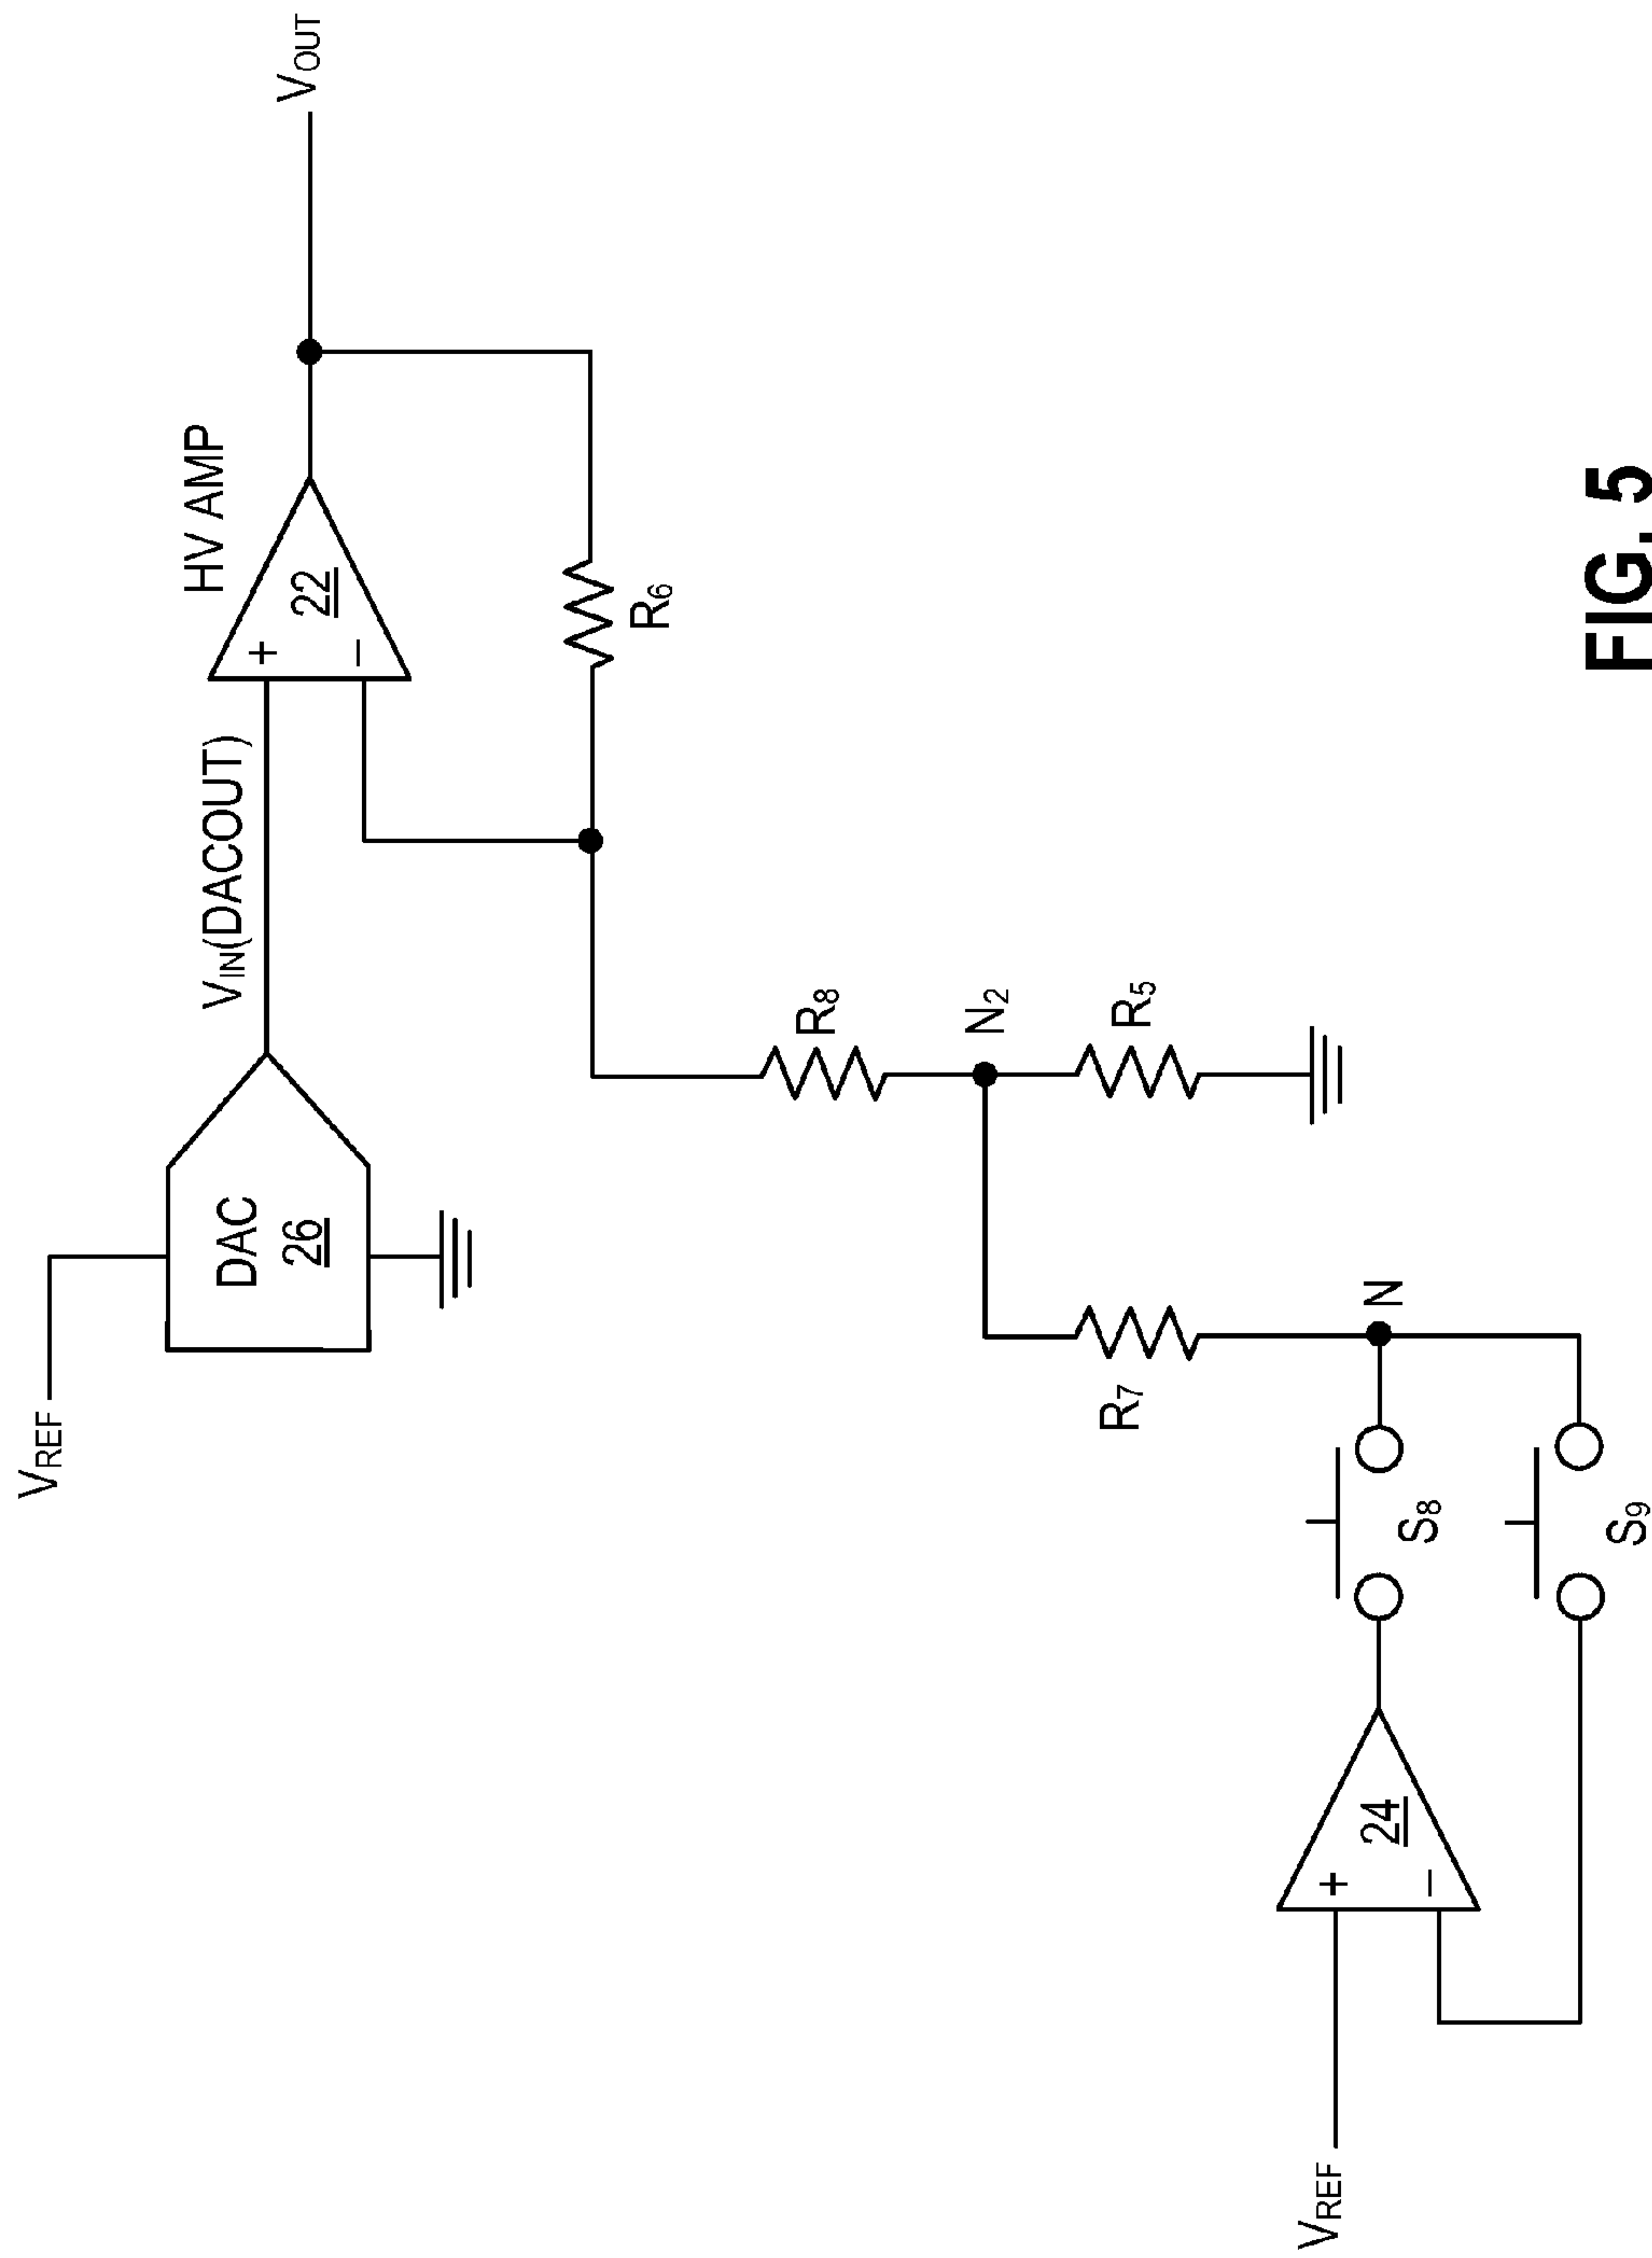 VREF
DAC
26
VIN(DACOUT)
HV AMP
+
22
−
VOUT
R6
R8
N2
R5
R7
N
VREF
+
24
−
S8
S9
FIG. 5